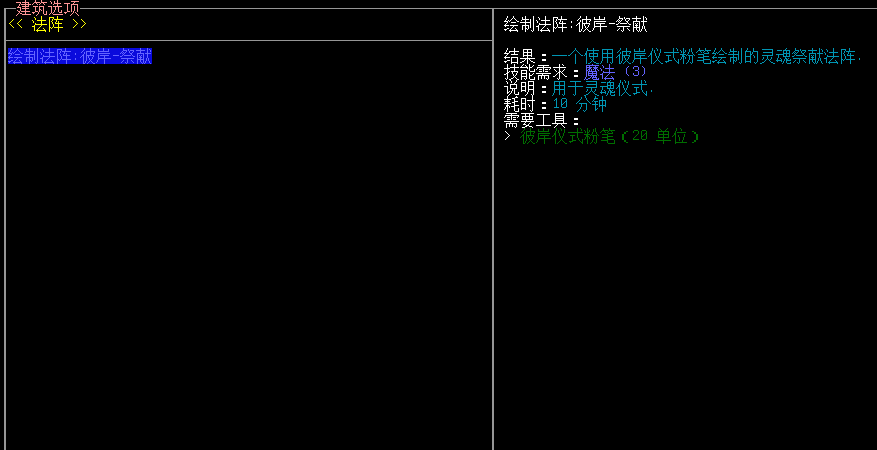 建筑选项
<< 法阵 >>
绘制法阵:彼岸-祭献
绘制法阵:彼岸-祭献
结果：一个使用彼岸仪式粉笔绘制的灵魂祭献法阵.
技能需求：魔法 (3)
说明：用于灵魂仪式.
耗时：10 分钟
需要工具：
> 彼岸仪式粉笔（20 单位）